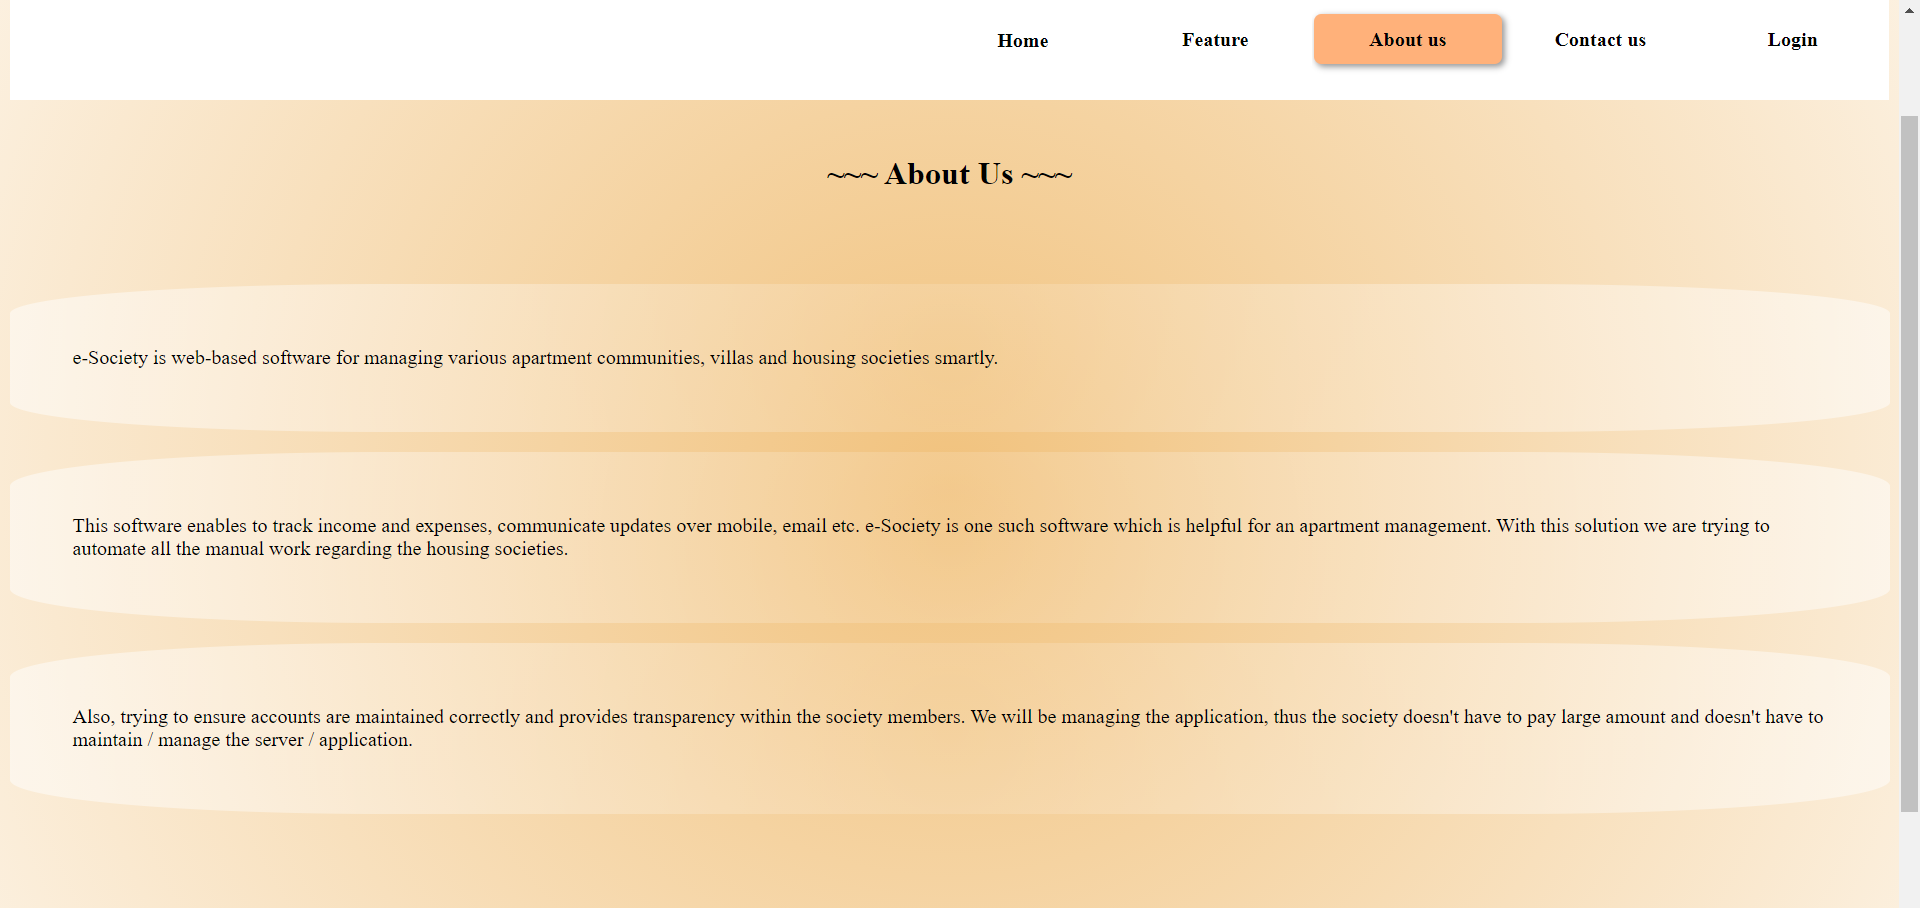 Home Feature About us Contact us Login
~~~ About Us ~~~
e-Society is web-based software for managing various apartment communities, villas and housing societies smartly.
This software enables to track income and expenses, communicate updates over mobile, email etc. e-Society is one such software which is helpful for an apartment management. With this solution we are trying to
automate all the manual work regarding the housing societies.
Also, trying to ensure accounts are maintained correctly and provides transparency within the society members. We will be managing the application, thus the society doesn't have to pay large amount and doesn't have to
maintain / manage the server / application.